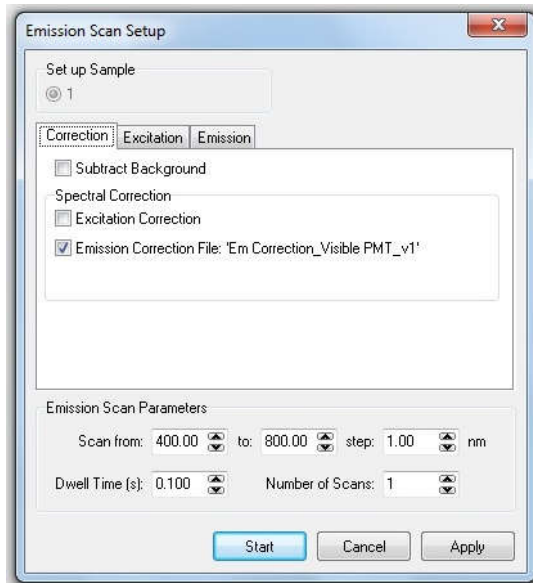 Emission Scan Setup
Set up Sample
1
Correction Excitation Emission
Subtract Background
Spectral Correction
Excitation Correction
Emission Correction File: 'Em Correction_Visible PMT_v1'
Emission Scan Parameters
Scan from: 400.00 to: 800.00 step: 1.00 nm
Dwell Time (s): 0.100 Number of Scans: 1
Start Cancel Apply